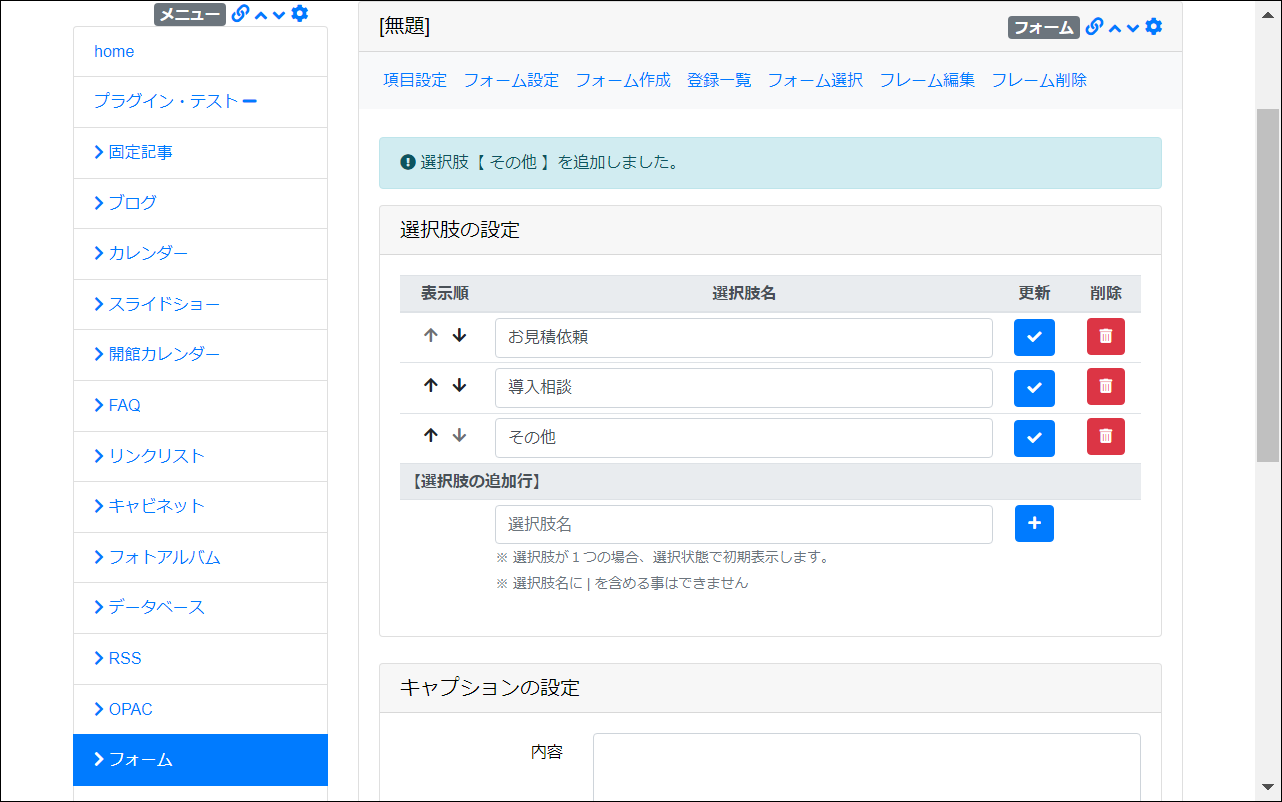 メニュー
home
プラグイン・テスト
固定記事
ブログ
カレンダー
スライドショー
開館カレンダー
FAQ
リンクリスト
キャビネット
フォトアルバム
データベース
RSS
OPAC
フォーム
[無題]
フォーム
項目設定 フォーム設定 フォーム作成 登録一覧 フォーム選択 フレーム編集 フレーム削除
選択肢【 その他 】を追加しました。
選択肢の設定
表示順 選択肢名 更新 削除
お見積依頼
導入相談
その他
【選択肢の追加行】
選択肢名
※ 選択肢が１つの場合、選択状態で初期表示します。
※ 選択肢名に | を含める事はできません
キャプションの設定
内容